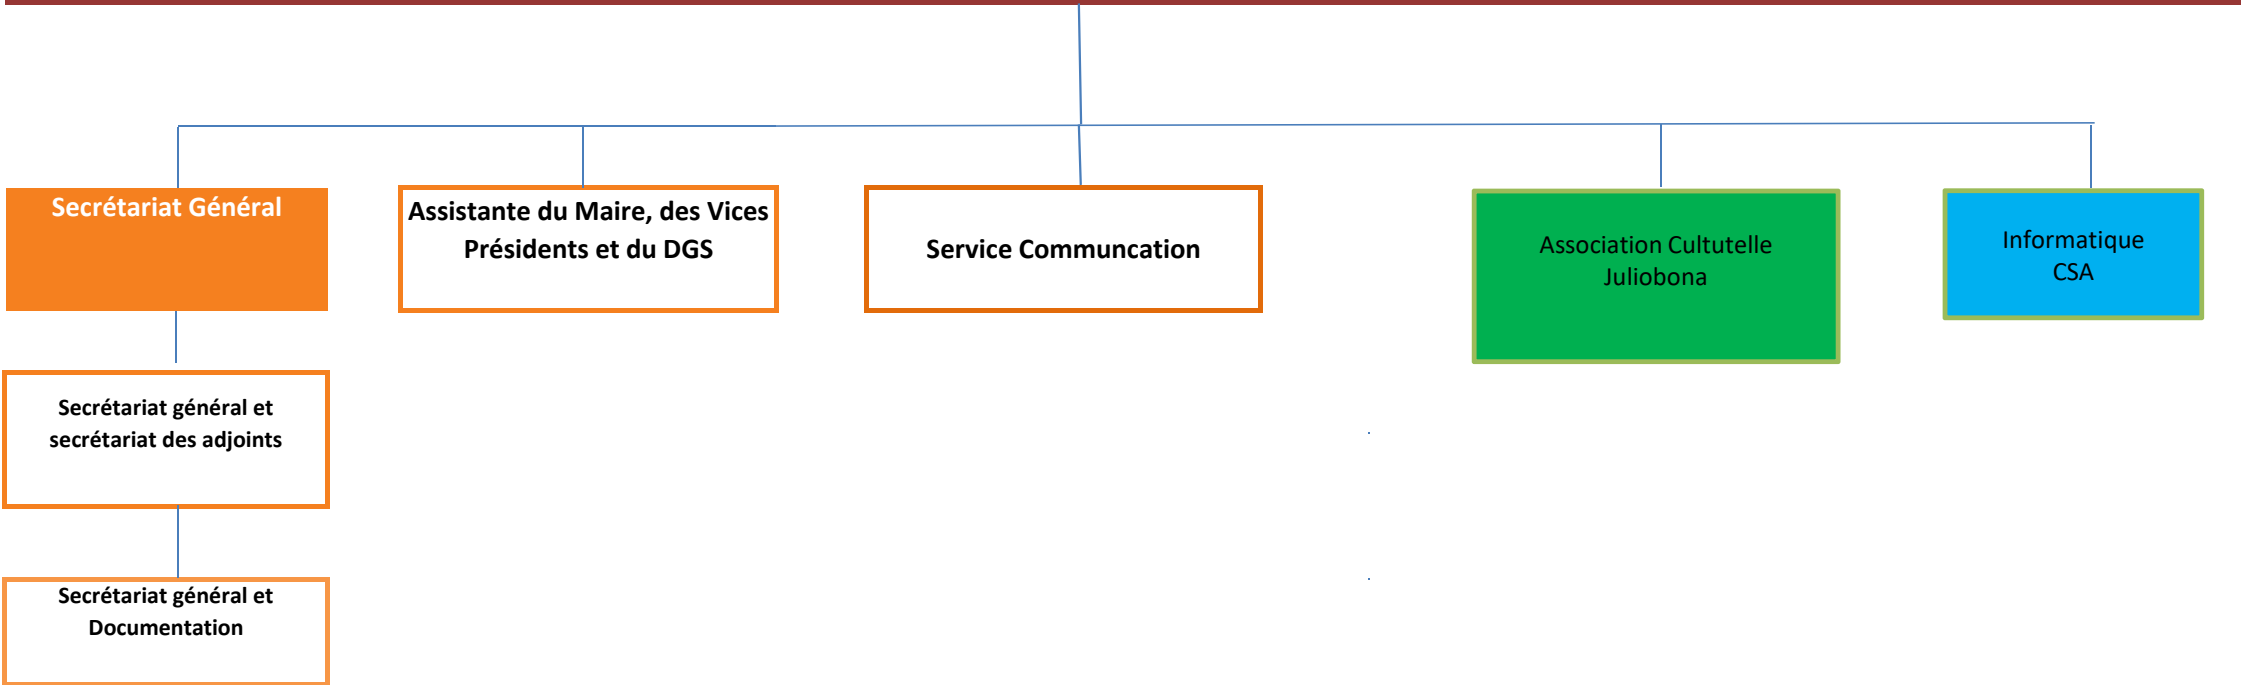 Secrétariat Général
Assistante du Maire, des Vices
Présidents et du DGS
Service Communcation
Association Cultutelle
Juliobona
Informatique
CSA
Secrétariat général et
secrétariat des adjoints
Secrétariat général et
Documentation